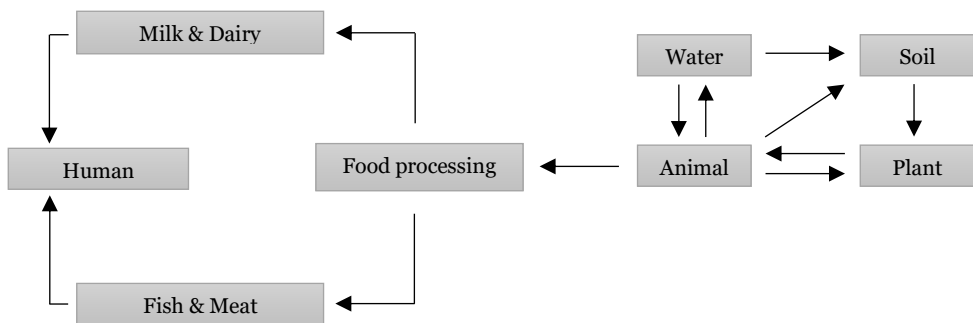 Milk & Dairy
Water
Soil
Human
Food processing
Animal
Plant
Fish & Meat